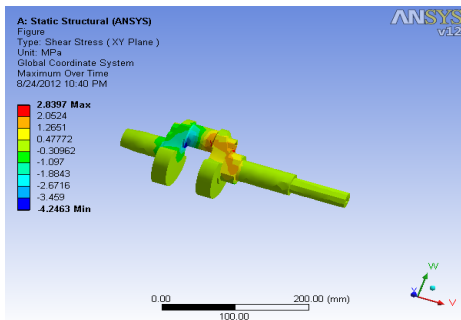 A: Static Structural (ANSYS)
Figure
Type: Shear Stress ( XY Plane )
Unit: MPa
Global Coordinate System
Maximum Over Time
8/24/2012 10:40 PM
2.8397 Max
2.0524
1.2651
0.47772
-0.30962
-1.097
-1.8843
-2.6716
-3.459
-4.2463 Min
ANSYS
v12
0.00
200.00 (mm)
100.00
W
X
V